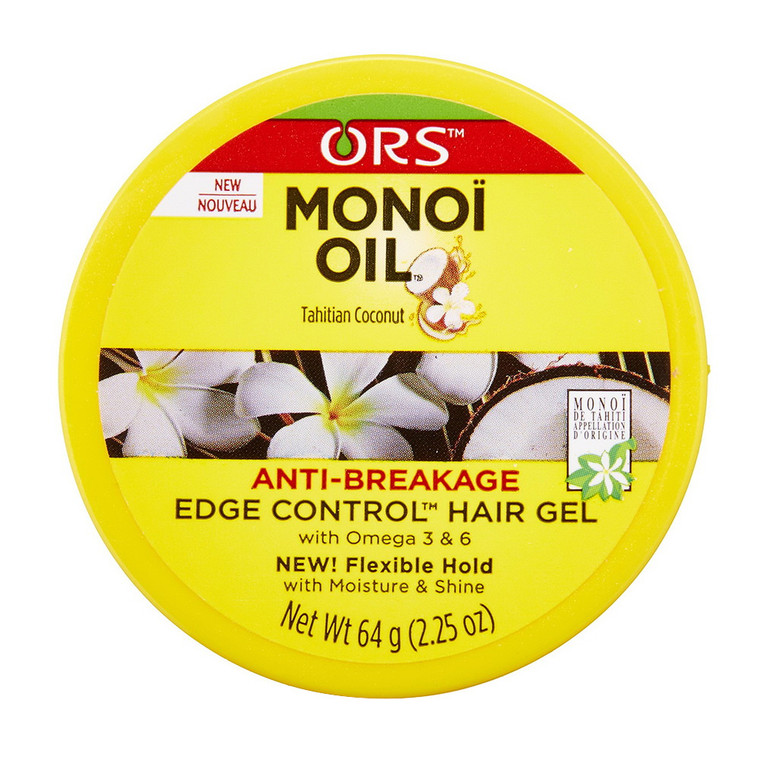 ORS™
NEW
NOUVEAU
MONOÏ
OIL™
Tahitian Coconut
MONOÏ
DE TAHITI
APPELLATION
D'ORIGINE
ANTI-BREAKAGE
EDGE CONTROL™ HAIR GEL
with Omega 3 & 6
NEW! Flexible Hold
with Moisture & Shine
Net Wt 64 g (2.25 oz)